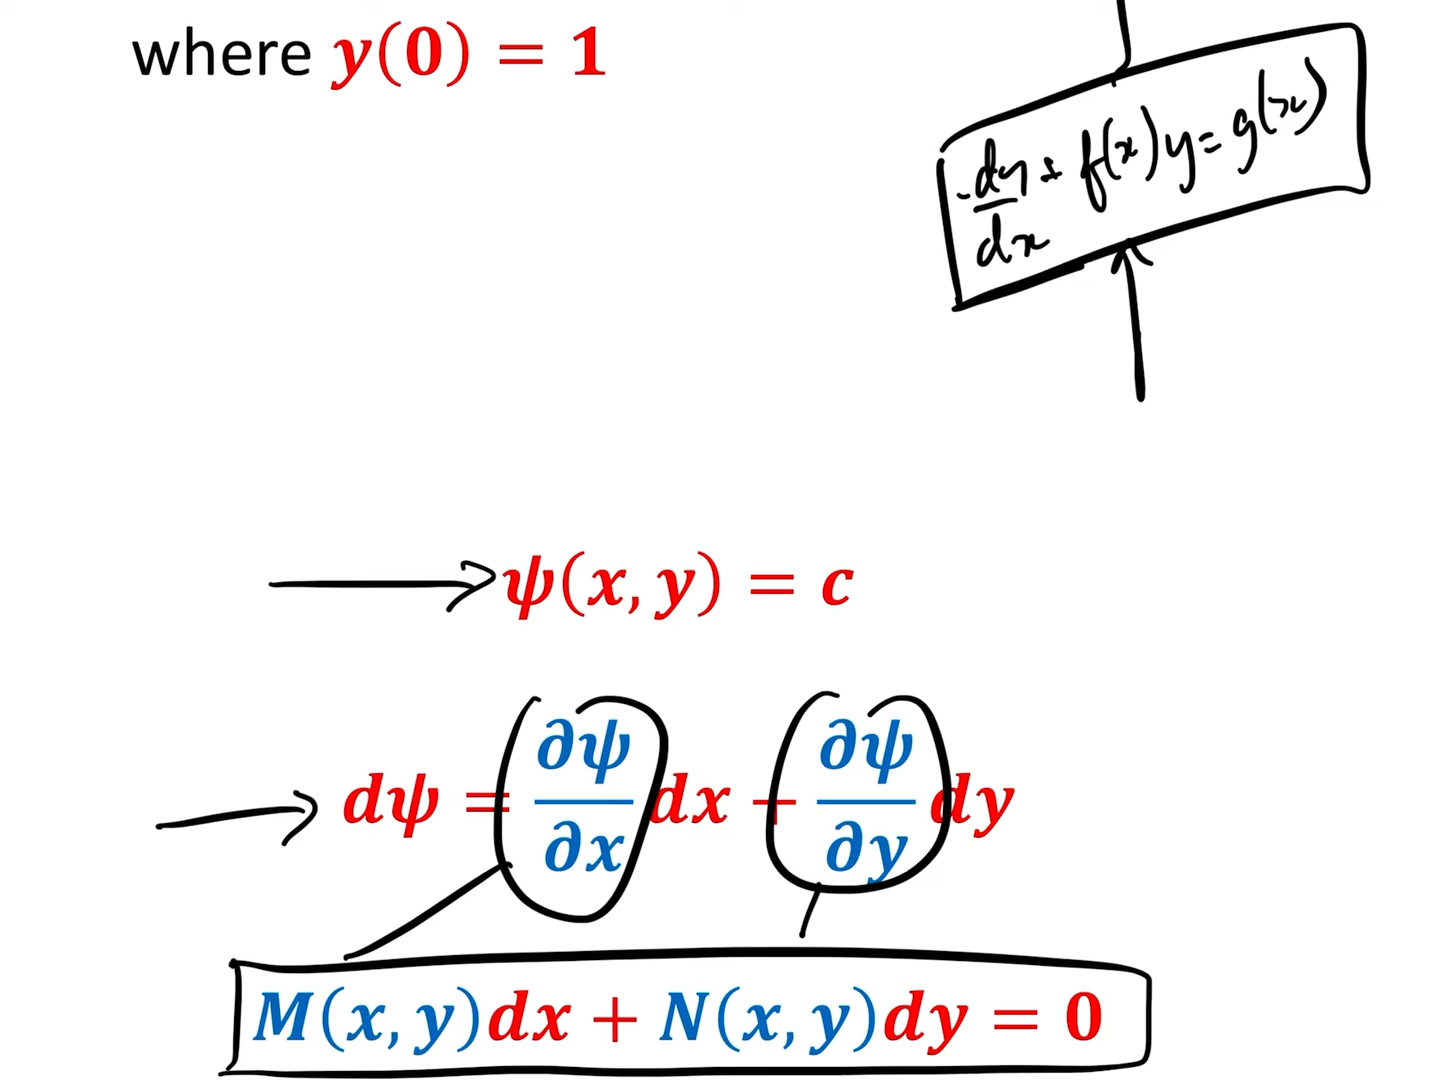 where y(0) = 1
dy/dx + f(x)y = g(x)
ψ(x, y) = c
dψ = ∂ψ/∂x dx + ∂ψ/∂y dy
M(x, y)dx + N(x, y)dy = 0